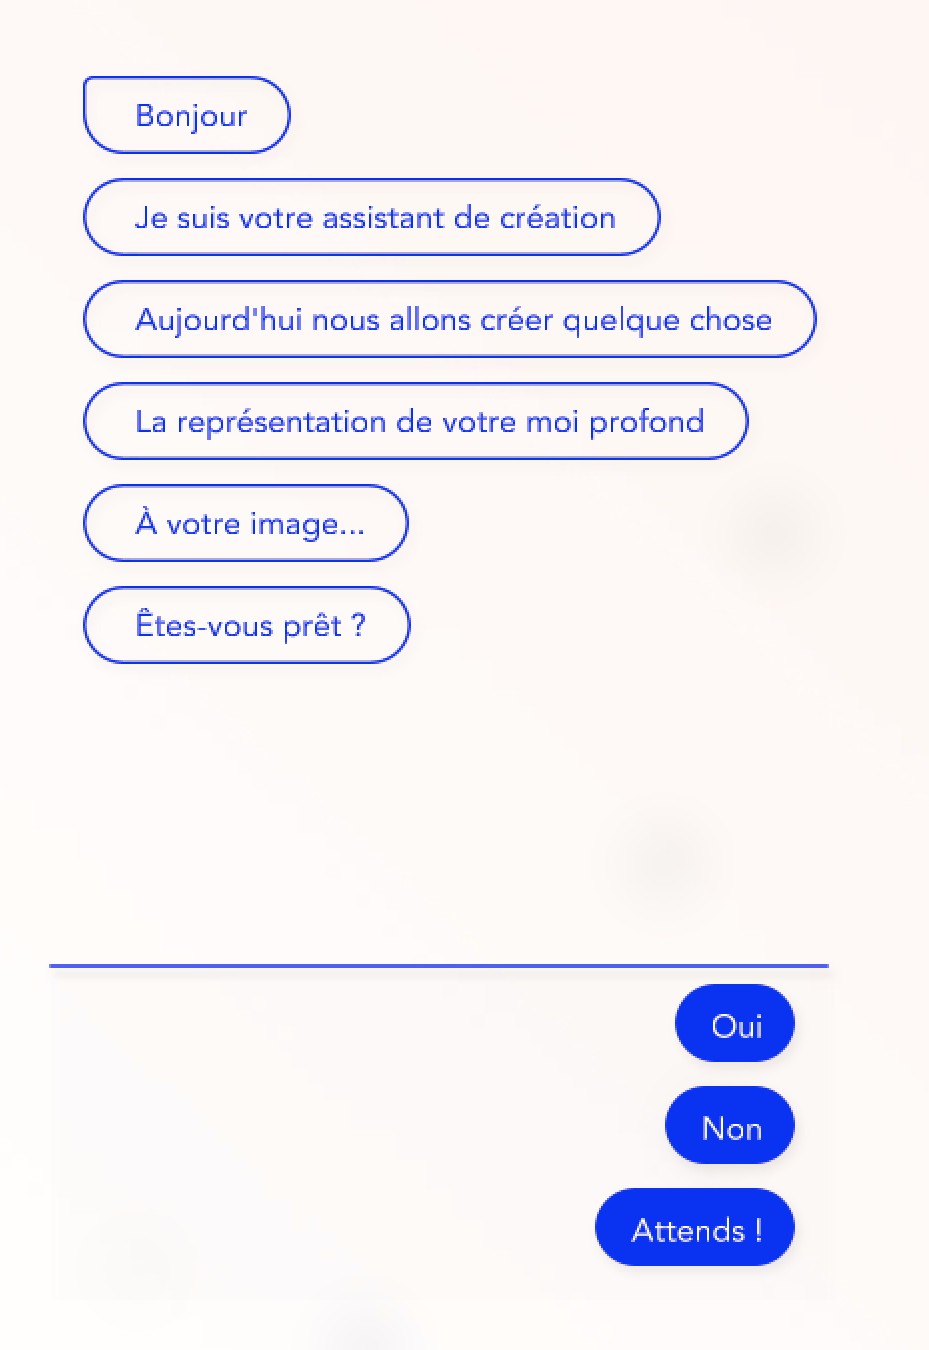 Bonjour
Je suis votre assistant de création
Aujourd'hui nous allons créer quelque chose
La représentation de votre moi profond
À votre image...
Êtes-vous prêt ?
Oui
Non
Attends !